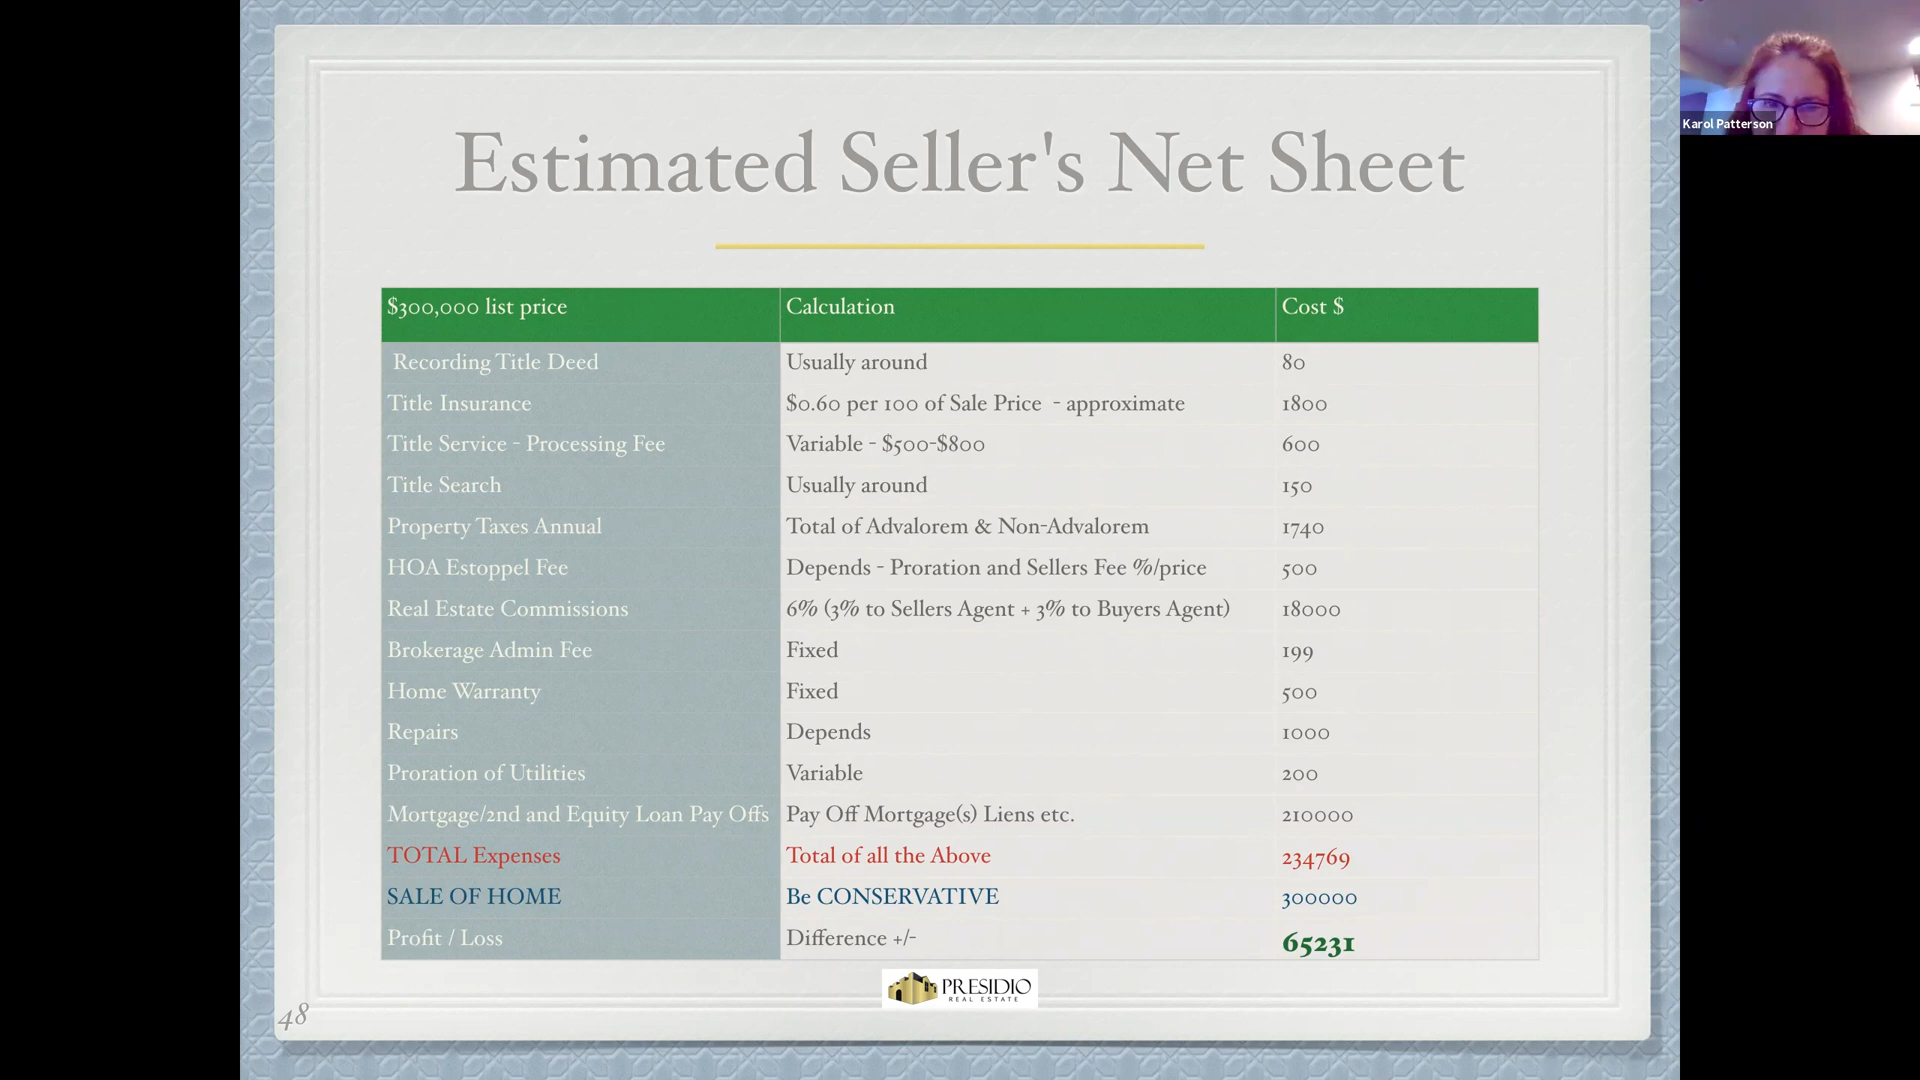 Karol Patterson
Estimated Seller's Net Sheet
$300,000 list price Calculation Cost $
Recording Title Deed Usually around 80
Title Insurance $0.60 per 100 of Sale Price - approximate 1800
Title Service - Processing Fee Variable - $500-$800 600
Title Search Usually around 150
Property Taxes Annual Total of Advalorem & Non-Advalorem 1740
HOA Estoppel Fee Depends - Proration and Sellers Fee %/price 500
Real Estate Commissions 6% (3% to Sellers Agent + 3% to Buyers Agent) 18000
Brokerage Admin Fee Fixed 199
Home Warranty Fixed 500
Repairs Depends 1000
Proration of Utilities Variable 200
Mortgage/2nd and Equity Loan Pay Offs Pay Off Mortgage(s) Liens etc. 210000
TOTAL Expenses Total of all the Above 234769
SALE OF HOME Be CONSERVATIVE 300000
Profit / Loss Difference +/- 65231
PRESIDIO
REAL ESTATE
48